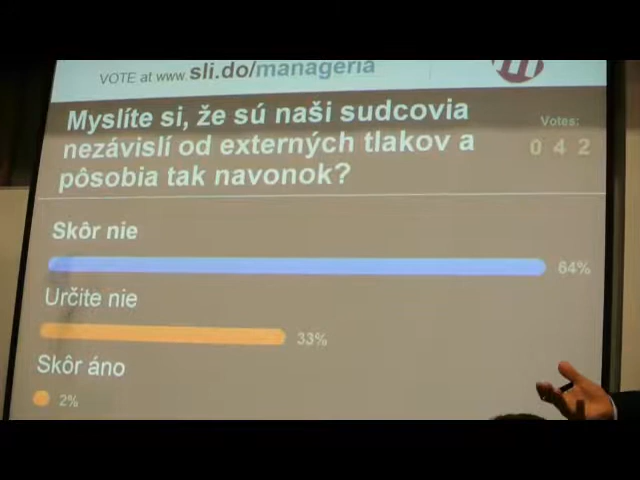 VOTE at www.sli.do/manageria
Myslíte si, že sú naši sudcovia
nezávislí od externých tlakov a
pôsobia tak navonok?
Votes:
0 4 2
Skôr nie
64%
Určite nie
33%
Skôr áno
2%